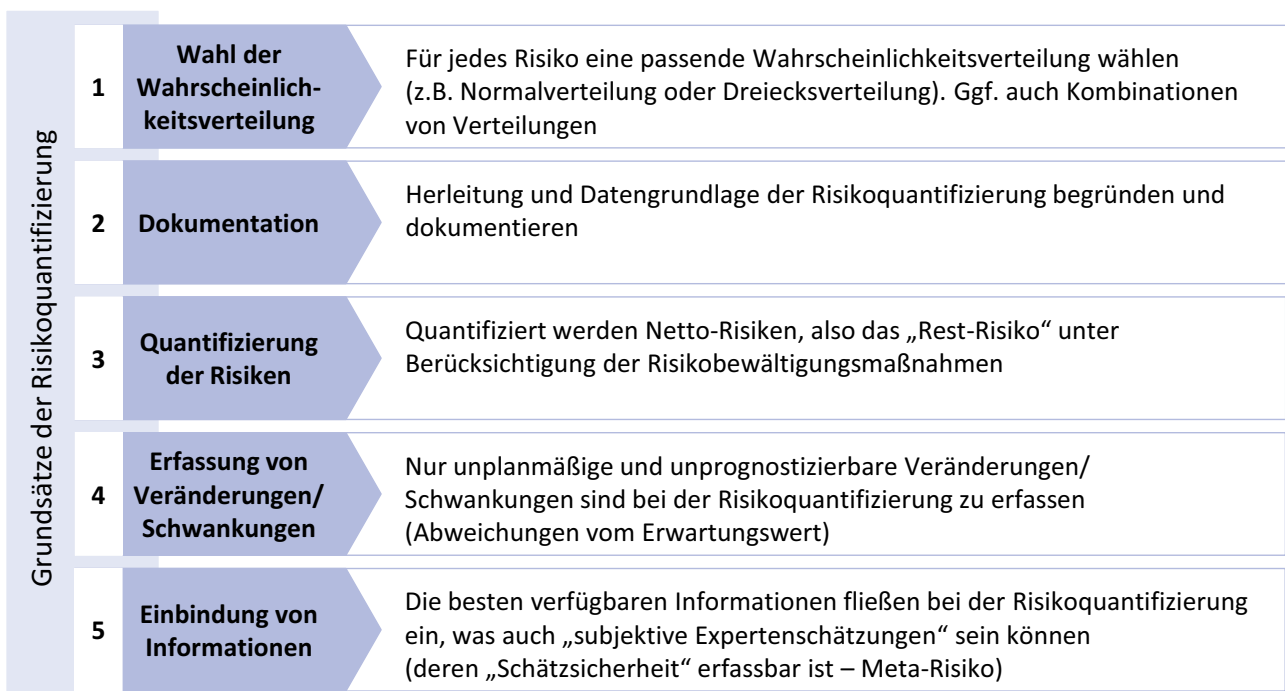 Grundsätze der Risikoquantifizierung
1
Wahl der
Wahrscheinlich-
keitsverteilung
Für jedes Risiko eine passende Wahrscheinlichkeitsverteilung wählen
(z.B. Normalverteilung oder Dreiecksverteilung). Ggf. auch Kombinationen
von Verteilungen
2
Dokumentation
Herleitung und Datengrundlage der Risikoquantifizierung begründen und
dokumentieren
3
Quantifizierung
der Risiken
Quantifiziert werden Netto-Risiken, also das „Rest-Risiko“ unter
Berücksichtigung der Risikobewältigungsmaßnahmen
4
Erfassung von
Veränderungen/
Schwankungen
Nur unplanmäßige und unprognostizierbare Veränderungen/
Schwankungen sind bei der Risikoquantifizierung zu erfassen
(Abweichungen vom Erwartungswert)
5
Einbindung von
Informationen
Die besten verfügbaren Informationen fließen bei der Risikoquantifizierung
ein, was auch „subjektive Expertenschätzungen“ sein können
(deren „Schätzsicherheit“ erfassbar ist – Meta-Risiko)